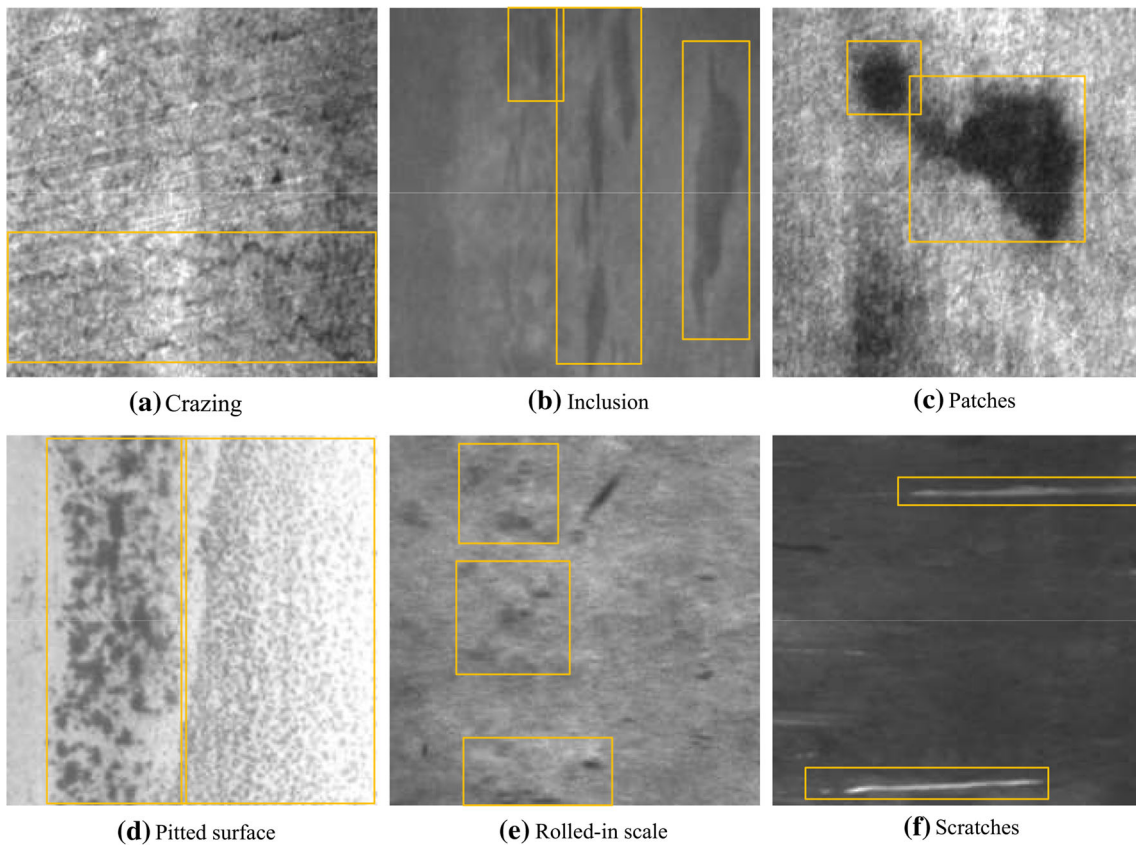 (a) Crazing
(b) Inclusion
(c) Patches
(d) Pitted surface
(e) Rolled-in scale
(f) Scratches